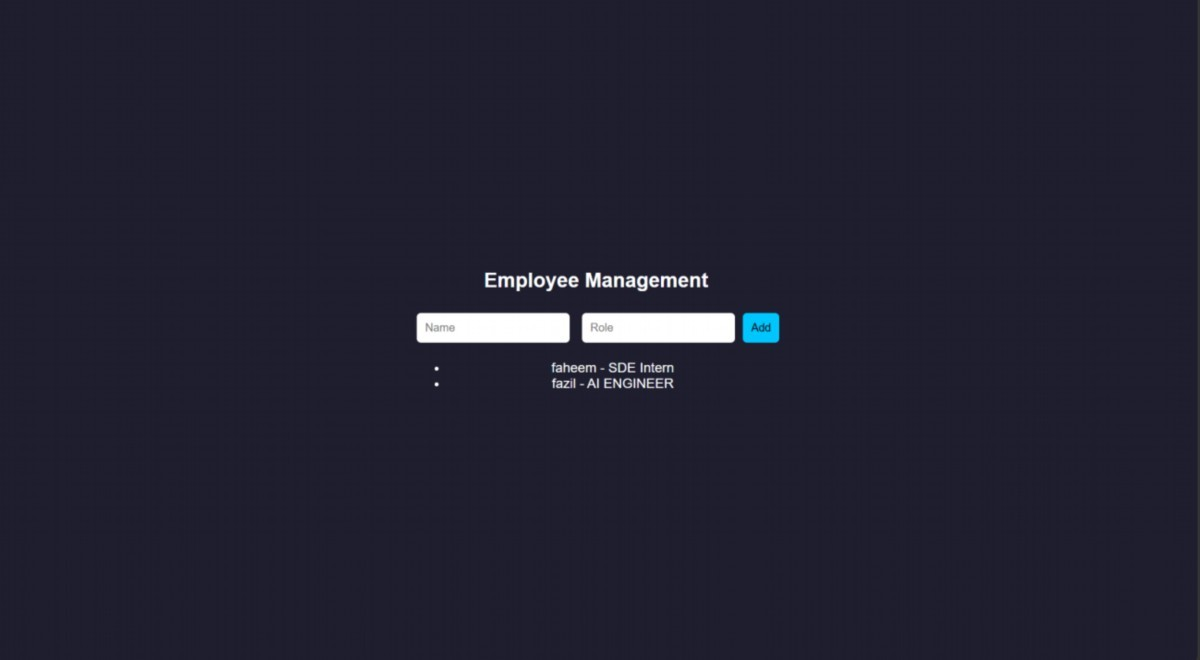 Employee Management
Name Role Add
faheem - SDE Intern
fazil - AI ENGINEER